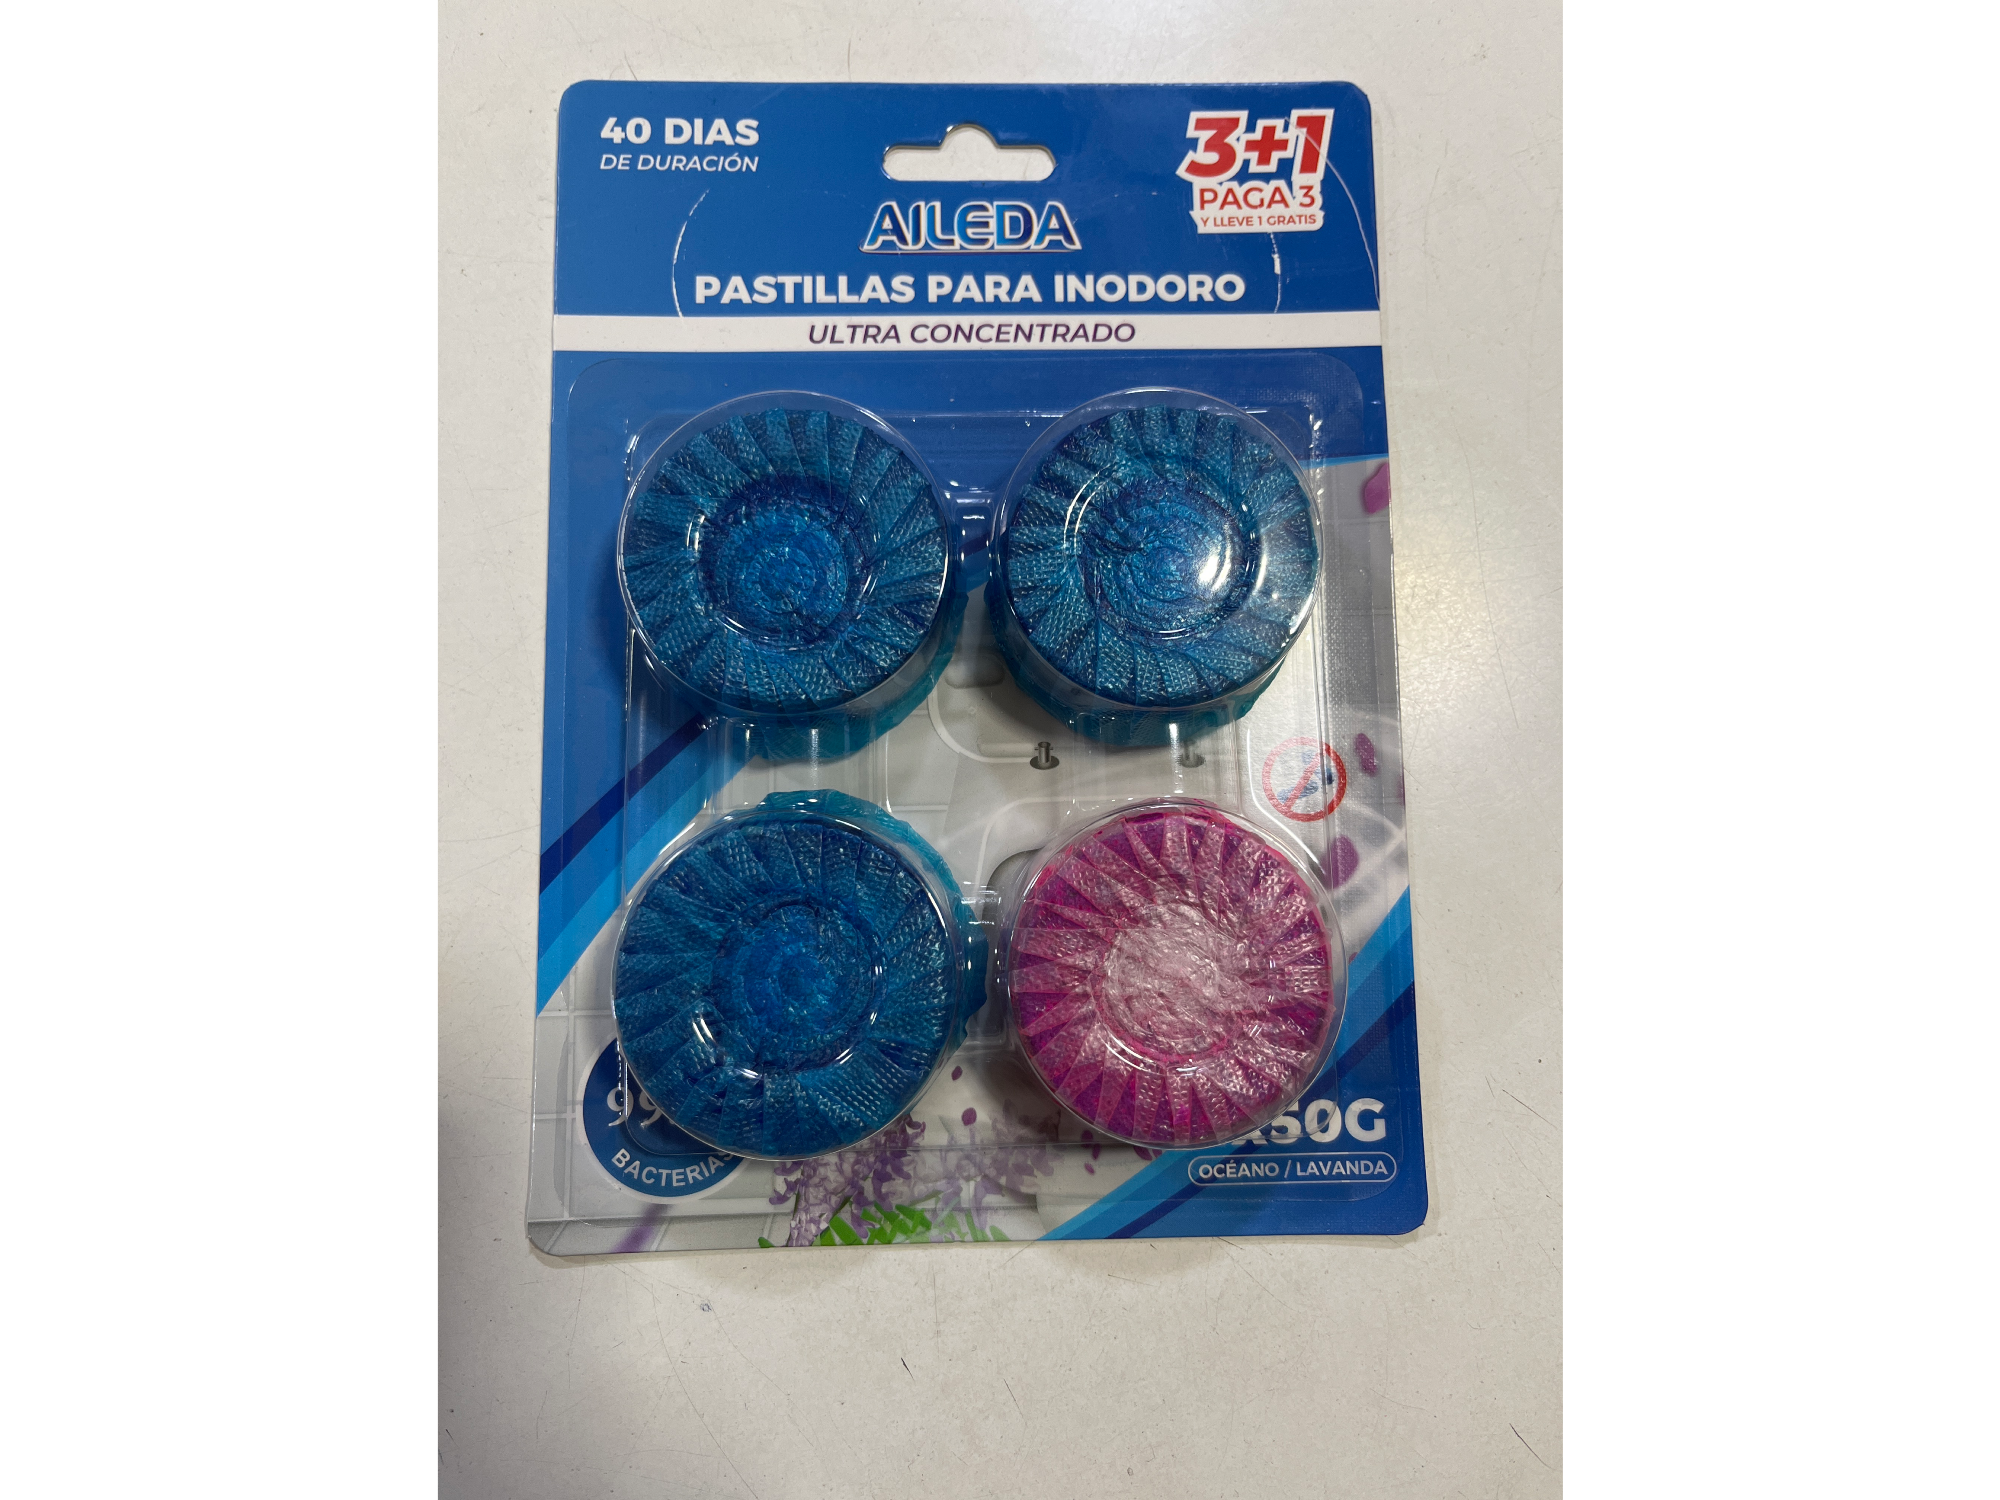 40 DIAS
DE DURACIÓN
3+1
PAGA 3
Y LLEVE 1 GRATIS
AILEDA
PASTILLAS PARA INODORO
ULTRA CONCENTRADO
BACTERIAS
50G
OCÉANO / LAVANDA